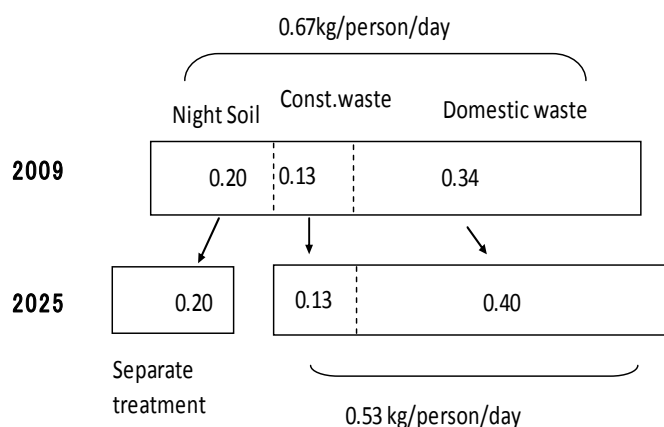 0.67kg/person/day
Night Soil Const.waste Domestic waste
2009 0.20 0.13 0.34
2025 0.20 0.13 0.40
Separate
treatment
0.53 kg/person/day